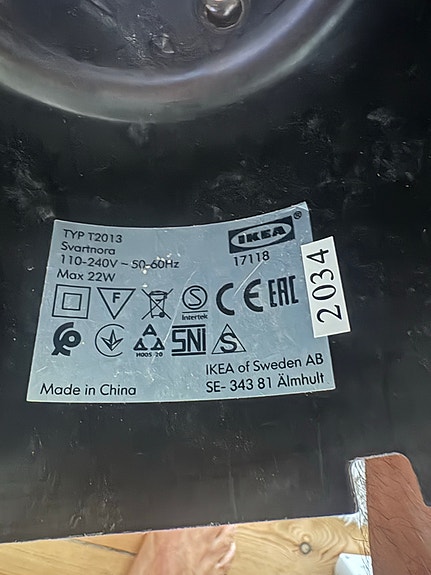 TYP T2013
Svartnora
110-240V ~ 50-60Hz
Max 22W
IKEA®
17118
F
S
Intertek
CE
EAC
A
H005-20
SNI
S
IKEA of Sweden AB
Made in China
SE- 343 81 Älmhult
2034